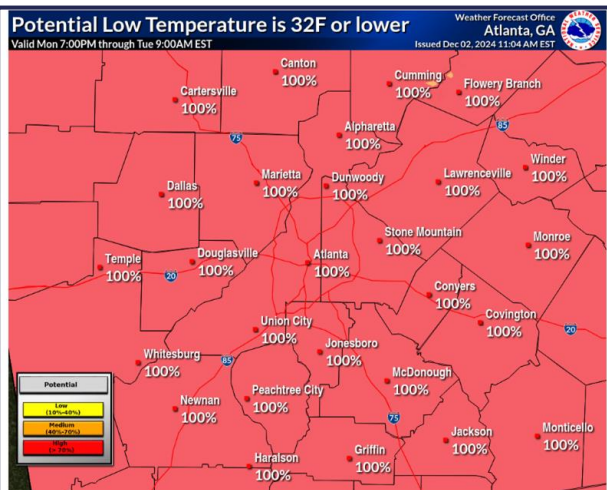 Potential Low Temperature is 32F or lower
Valid Mon 7:00PM through Tue 9:00AM EST
Weather Forecast Office
Atlanta, GA
Issued Dec 02, 2024 11:04 AM EST
Canton
100%
Cumming
100%
Flowery Branch
100%
Cartersville
100%
Alpharetta
100%
75
85
Winder
100%
Marietta
100%
Dunwoody
100%
Lawrenceville
100%
Dallas
100%
Stone Mountain
100%
Monroe
100%
Temple
100%
20
Douglasville
100%
Atlanta
100%
Conyers
100%
Covington
100%
20
Union City
100%
Jonesboro
100%
Whitesburg
100%
85
McDonough
100%
Potential
Low
(10%-40%)
Medium
(40%-70%)
High
(> 70%)
Newnan
100%
Peachtree City
100%
75
Jackson
100%
Monticello
100%
Haralson
100%
Griffin
100%